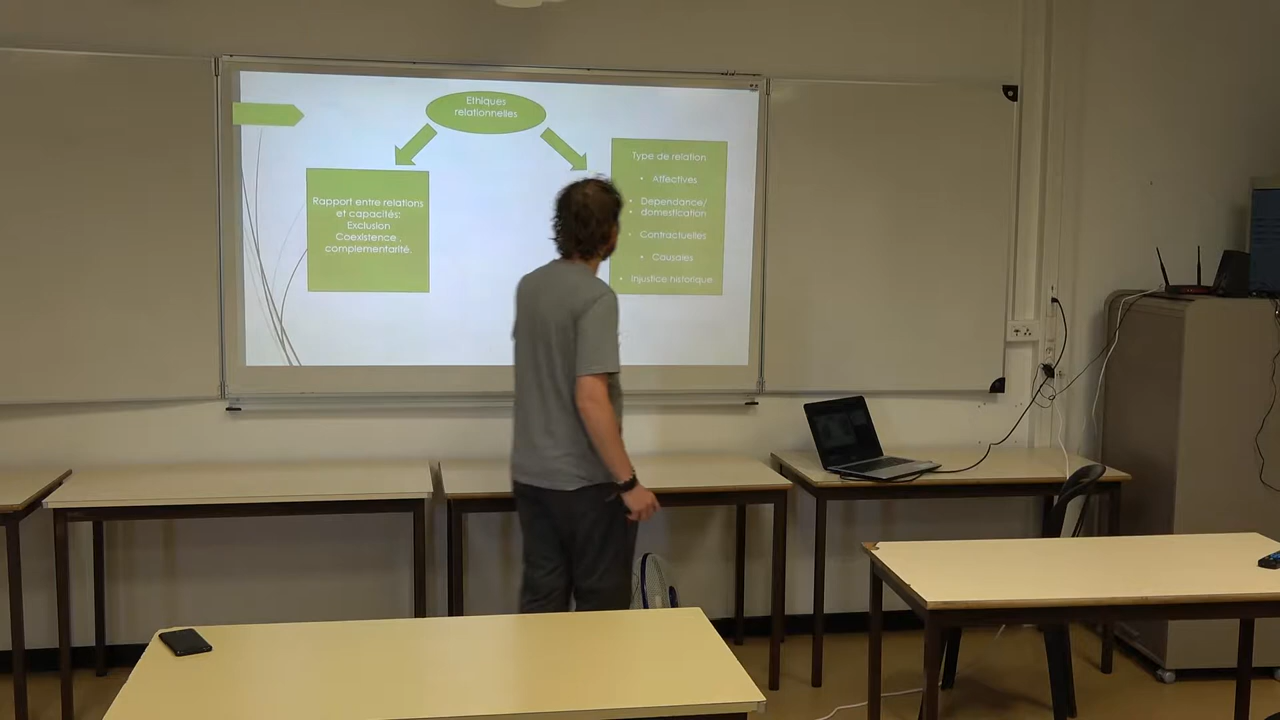 Ethiques
relationnelles
Rapport entre relations
et capacités:
Exclusion
Coexistence ,
complementarité.
Type de relation
• Affectives
• Dependance/
• domestication
• Contractuelles
• Causales
• Injustice historique